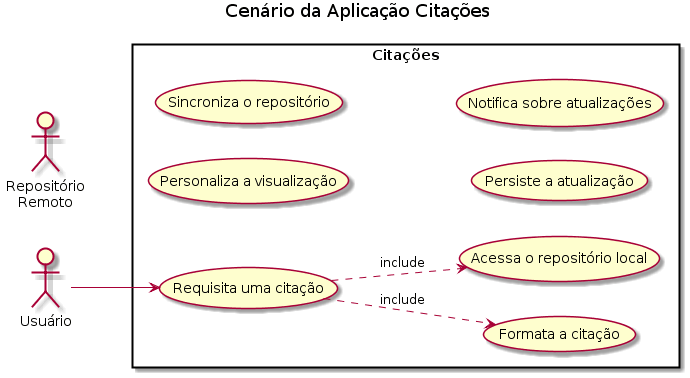 Cenário da Aplicação Citações
Citações
Sincroniza o repositório
Notifica sobre atualizações
Repositório
Remoto
Personaliza a visualização
Persiste a atualização
Usuário
Requisita uma citação
include
Acessa o repositório local
include
Formata a citação